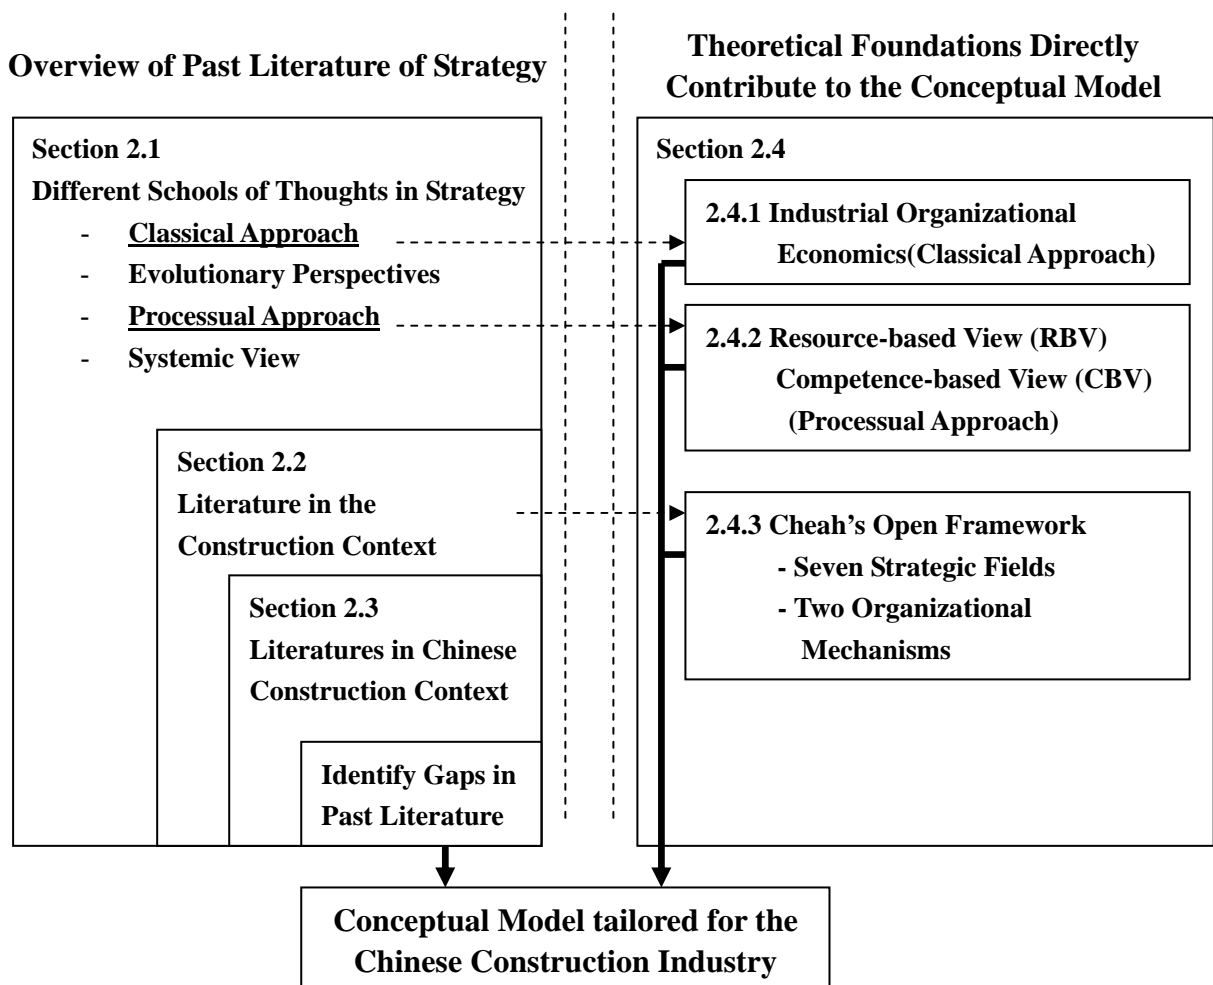 Overview of Past Literature of Strategy
Section 2.1
Different Schools of Thoughts in Strategy
- Classical Approach
- Evolutionary Perspectives
- Processual Approach
- Systemic View
Section 2.2
Literature in the
Construction Context
Section 2.3
Literatures in Chinese
Construction Context
Identify Gaps in
Past Literature
Theoretical Foundations Directly
Contribute to the Conceptual Model
Section 2.4
2.4.1 Industrial Organizational
Economics(Classical Approach)
2.4.2 Resource-based View (RBV)
Competence-based View (CBV)
(Processual Approach)
2.4.3 Cheah’s Open Framework
- Seven Strategic Fields
- Two Organizational
Mechanisms
Conceptual Model tailored for the
Chinese Construction Industry